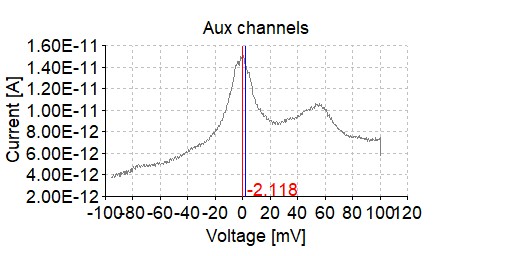 Aux channels
1.60E-11
1.40E-11
1.20E-11
1.00E-11
8.00E-12
6.00E-12
4.00E-12
2.00E-12
Current [A]
-2.118
-100-80-60-40-20 0 20 40 60 80 100120
Voltage [mV]